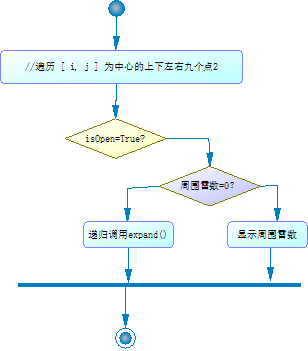 //遍历 [ i, j ] 为中心的上下左右九个点2
isOpen=True?
周围雷数=0?
递归调用expand()
显示周围雷数